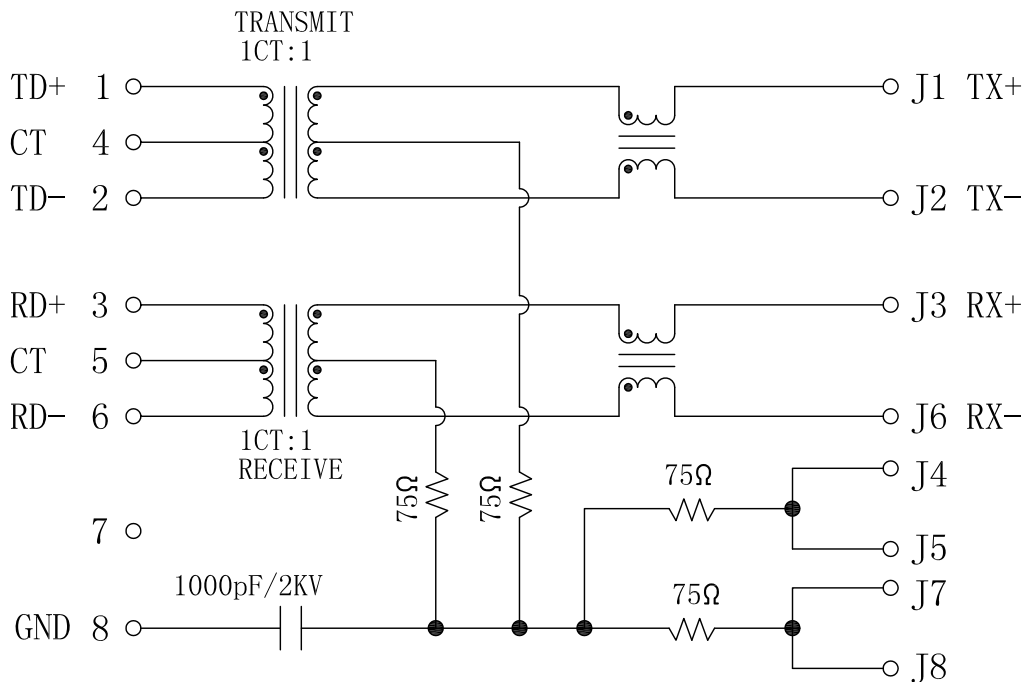 TRANSMIT
1CT:1
TD+ 1
J1 TX+
CT 4
TD- 2
J2 TX-
RD+ 3
J3 RX+
CT 5
RD- 6
J6 RX-
1CT:1
RECEIVE
75Ω
75Ω
75Ω
J4
7
J5
1000pF/2KV
75Ω
J7
GND 8
J8